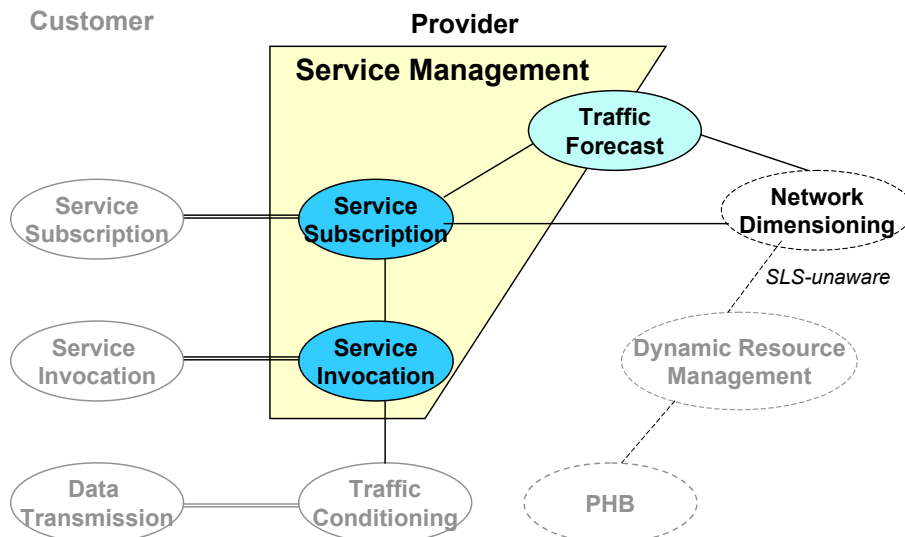 Customer
Provider
Service Management
Traffic
Forecast
Service
Subscription
Service
Subscription
Network
Dimensioning
SLS-unaware
Service
Invocation
Service
Invocation
Dynamic Resource
Management
Data
Transmission
Traffic
Conditioning
PHB